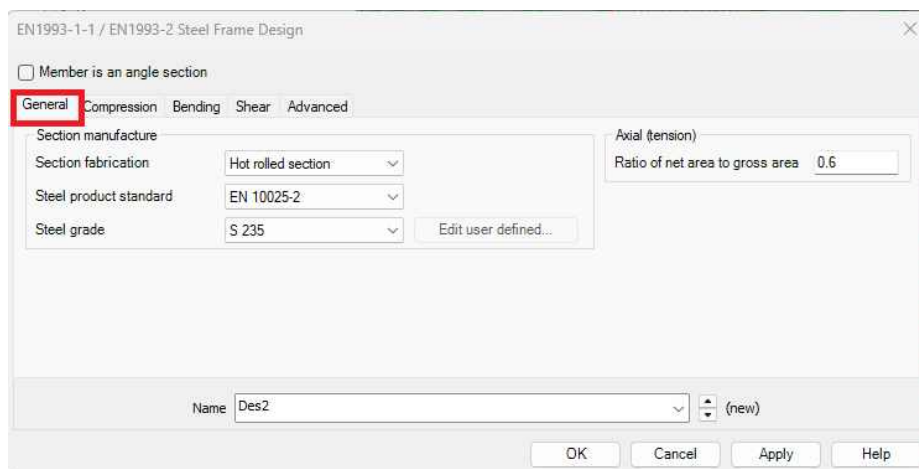 EN1993-1-1 / EN1993-2 Steel Frame Design
Member is an angle section
General Compression Bending Shear Advanced
Section manufacture
Section fabrication Hot rolled section
Steel product standard EN 10025-2
Steel grade S 235 Edit user defined...
Axial (tension)
Ratio of net area to gross area 0.6
Name Des2 (new)
OK Cancel Apply Help